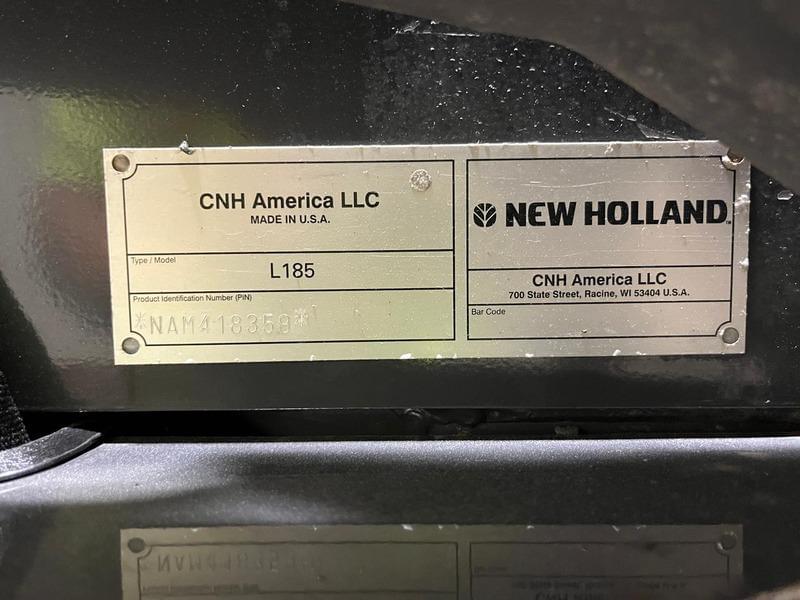 CNH America LLC
MADE IN U.S.A.
Type / Model
L185
Product Identification Number (PIN)
*NAM418359*
NEW HOLLAND
CNH America LLC
700 State Street, Racine, WI 53404 U.S.A.
Bar Code